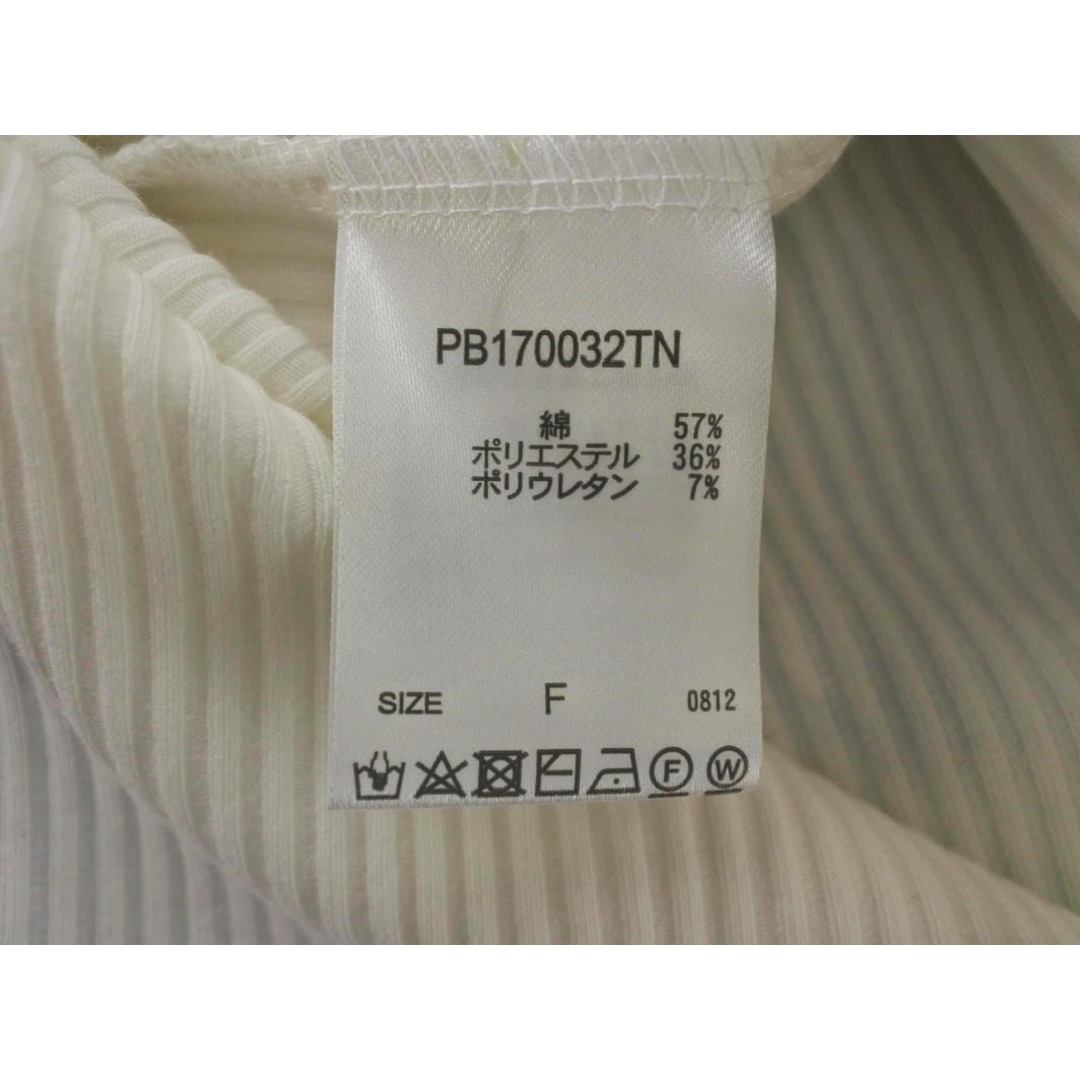 PB170032TN
綿 57%
ポリエステル 36%
ポリウレタン 7%
SIZE F 0812
F W